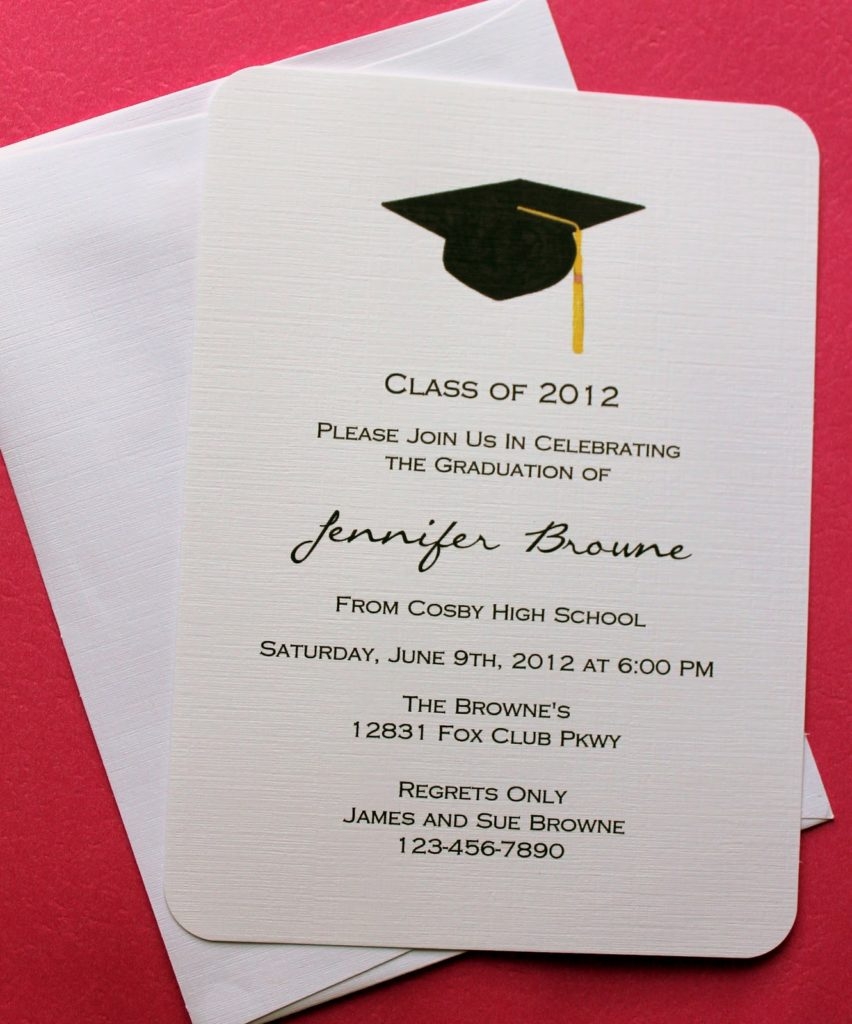 Class of 2012
Please Join Us In Celebrating
the Graduation of
Jennifer Browne
From Cosby High School
Saturday, June 9th, 2012 at 6:00 PM
The Browne's
12831 Fox Club Pkwy
Regrets Only
James and Sue Browne
123-456-7890